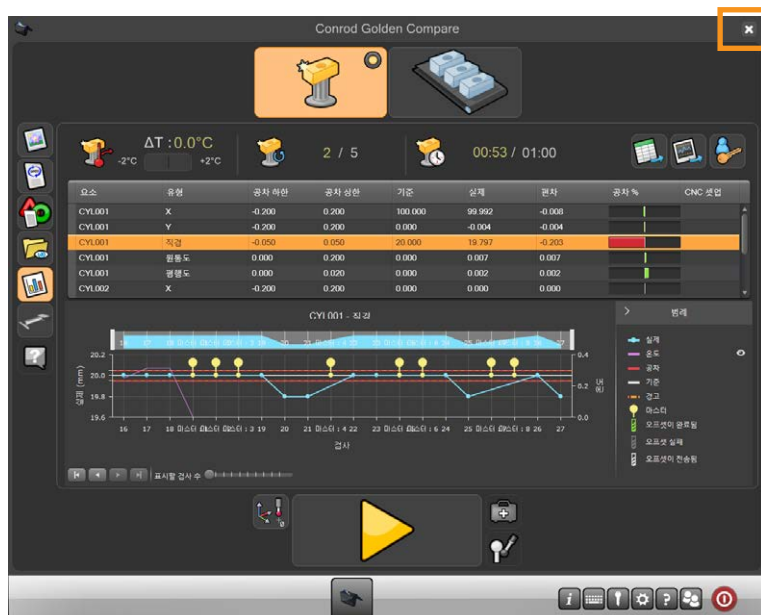 Conrod Golden Compare
ΔT :0.0°C
-2°C +2°C
2 / 5
00:53 / 01:00
요소 유형 공차 하한 공차 상한 기준 실제 편차 공차 % CNC 셋업
CYL001 X -0.200 0.200 100.000 99.992 -0.008
CYL001 Y -0.200 0.200 0.000 -0.004 -0.004
CYL001 직경 -0.050 0.050 20.000 19.797 -0.203
CYL001 원통도 0.000 0.200 0.000 0.007 0.007
CYL001 평행도 0.000 0.020 0.000 0.002 0.002
CYL002 X -0.200 0.200 0.000 0.000 0.000
CYL001 - 직경
> 범례
실제
온도
공차
기준
경고
마스터
오프셋이 완료됨
오프셋 실제
오프셋이 전송됨
20.2
20.0
19.8
19.6
실제 (mm)
0.4
0.2
0.0
16 17 18 19 20 21 22 23 24 25 26 27
검사
표시할 검사 수